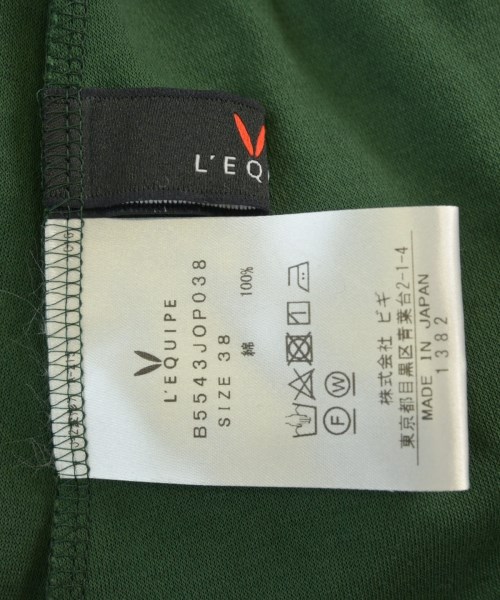 L'EQ
L'EQUIPE
B5543JOP038
SIZE 38
綿 100%
F W
株式会社 ビギ
東京都目黒区青葉台2-1-4
MADE IN JAPAN
1382